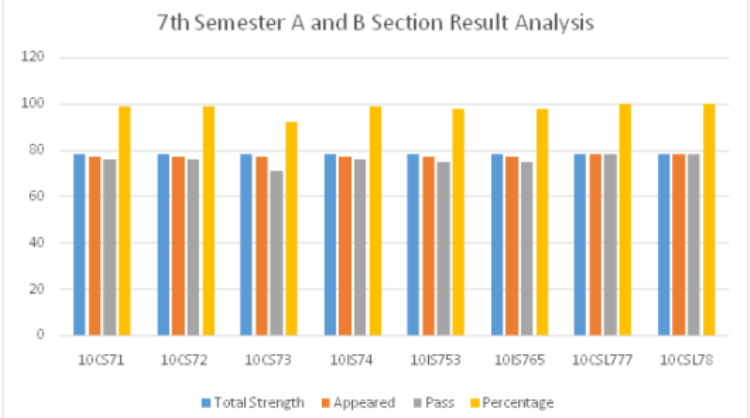 7th Semester A and B Section Result Analysis
120
100
80
60
40
20
0
10CS71 10CS72 10CS73 10IS74 10IS753 10IS765 10CSL777 10CSL78
Total Strength Appeared Pass Percentage